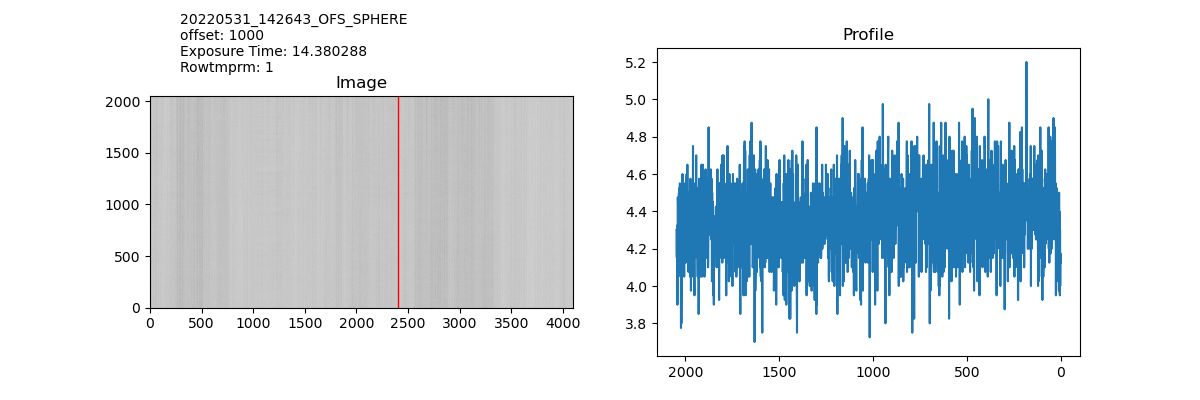 20220531_142643_OFS_SPHERE
offset: 1000
Exposure Time: 14.380288
Rowtmprm: 1
Image
2000
1500
1000
500
0
0 500 1000 1500 2000 2500 3000 3500 4000
Profile
5.2
5.0
4.8
4.6
4.4
4.2
4.0
3.8
2000 1500 1000 500 0